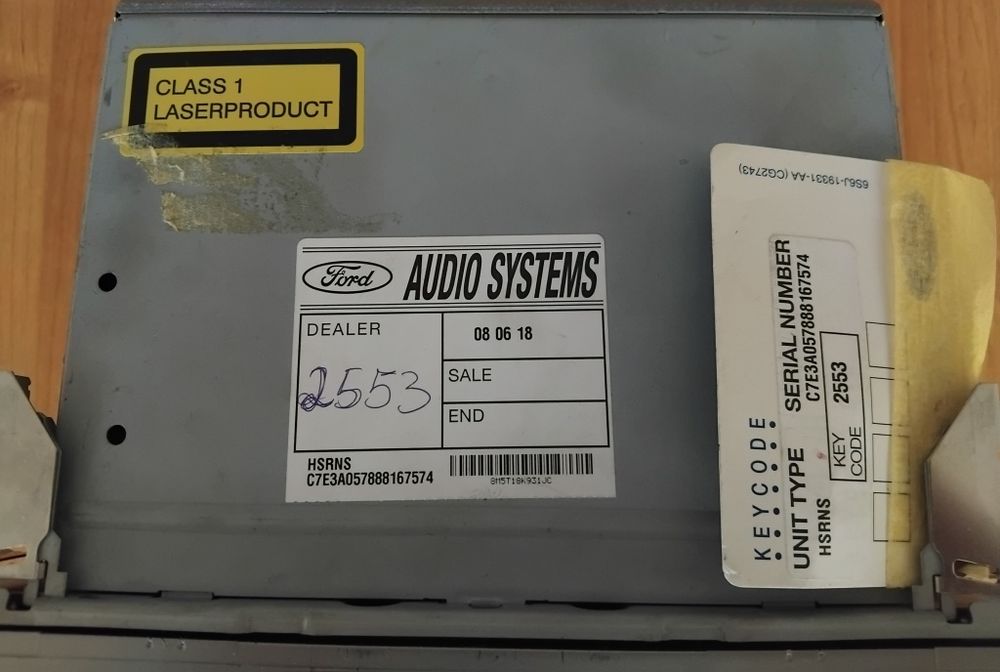 CLASS 1
LASERPRODUCT
Ford AUDIO SYSTEMS
DEALER
2553
08 06 18
SALE
END
HSRNS
C7E3A057888167574
8M5T18K931JC
6S6J-19331-AA (CG2743)
KEYCODE
UNIT TYPE SERIAL NUMBER
HSRNS C7E3A057888167574
KEY CODE 2553